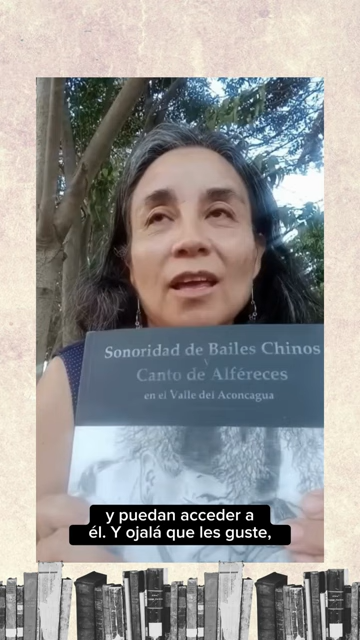 Sonoridad de Bailes Chinos
y
Canto de Alféreces
en el Valle del Aconcagua
y puedan acceder a
él. Y ojalá que les guste,